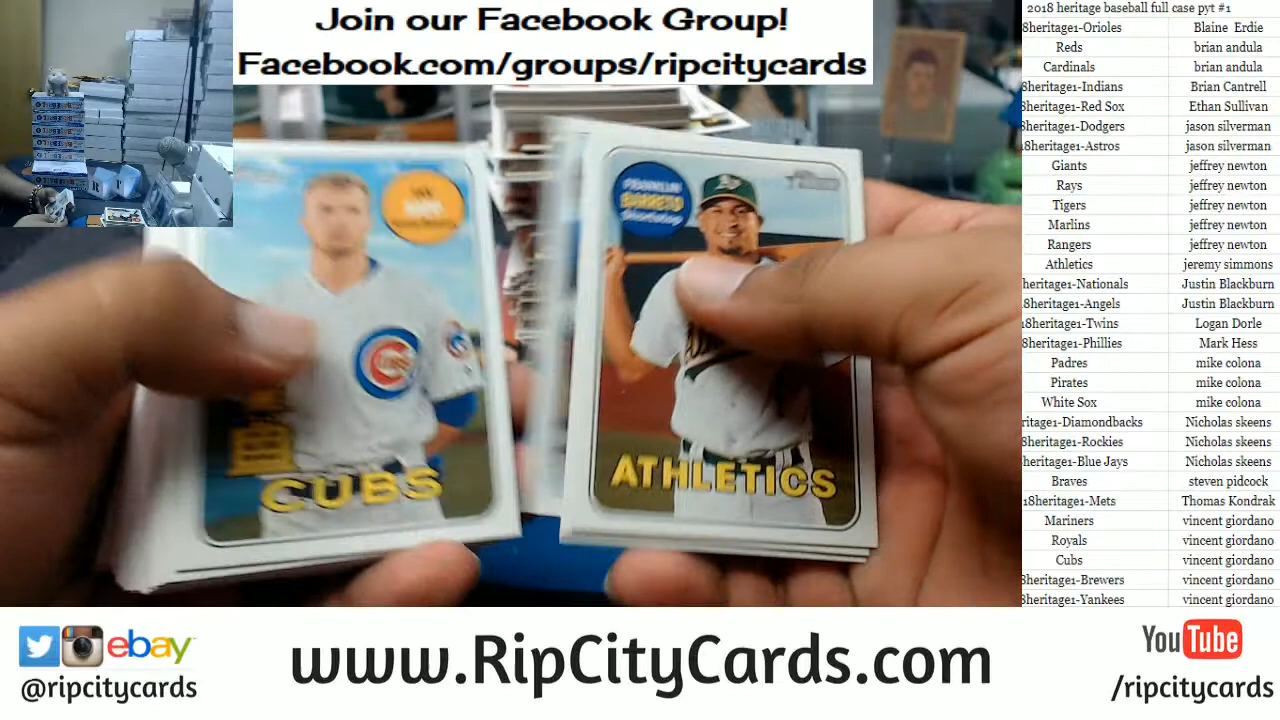 Join our Facebook Group!
Facebook.com/groups/ripcitycards
2018 heritage baseball full case pyt #1
8heritage1-Orioles Blaine Erdie
Reds brian andula
Cardinals brian andula
8heritage1-Indians Brian Cantrell
8heritage1-Red Sox Ethan Sullivan
8heritage1-Dodgers jason silverman
8heritage1-Astros jason silverman
Giants jeffrey newton
Rays jeffrey newton
Tigers jeffrey newton
Marlins jeffrey newton
Rangers jeffrey newton
Athletics jeremy simmons
heritage1-Nationals Justin Blackburn
18heritage1-Angels Justin Blackburn
8heritage1-Twins Logan Dorle
8heritage1-Phillies Mark Hess
Padres mike colona
Pirates mike colona
White Sox mike colona
ritage1-Diamondbacks Nicholas skeens
8heritage1-Rockies Nicholas skeens
8heritage1-Blue Jays Nicholas skeens
Braves steven pidcock
18heritage1-Mets Thomas Kondrak
Mariners vincent giordano
Royals vincent giordano
Cubs vincent giordano
8heritage1-Brewers vincent giordano
8heritage1-Yankees vincent giordano
CUBS
CUBS
FRANKLIN
BARRETO
Shortstop
ATHLETICS
ebay
@ripcitycards
www.RipCityCards.com
YouTube
/ripcitycards